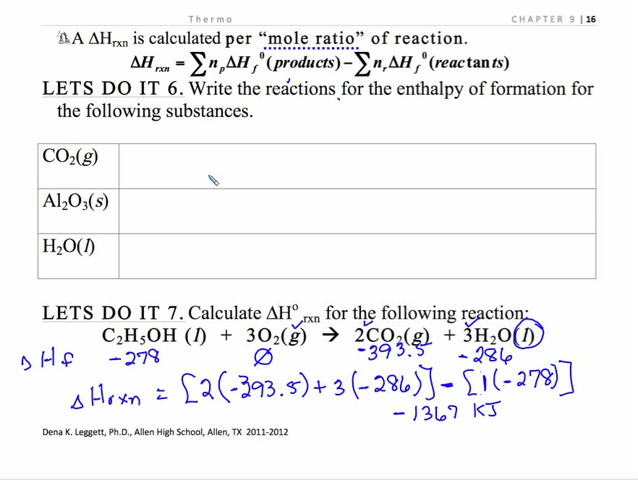 Thermo CHAPTER 9 | 16
A ΔHrxn is calculated per “mole ratio” of reaction.
ΔHrxn = ∑ npΔHf⁰(products) − ∑ nrΔHf⁰(reactants)
LETS DO IT 6. Write the reactions for the enthalpy of formation for
the following substances.
CO₂(g)
Al₂O₃(s)
H₂O(l)
LETS DO IT 7. Calculate ΔH°rxn for the following reaction:
C₂H₅OH (l) + 3O₂(g) → 2CO₂(g) + 3H₂O(l)
ΔHf -278 Ø -393.5 -286
ΔHrxn = [2(-393.5) + 3(-286)] - [1(-278)]
-1367 KJ
Dena K. Leggett, Ph.D., Allen High School, Allen, TX 2011-2012